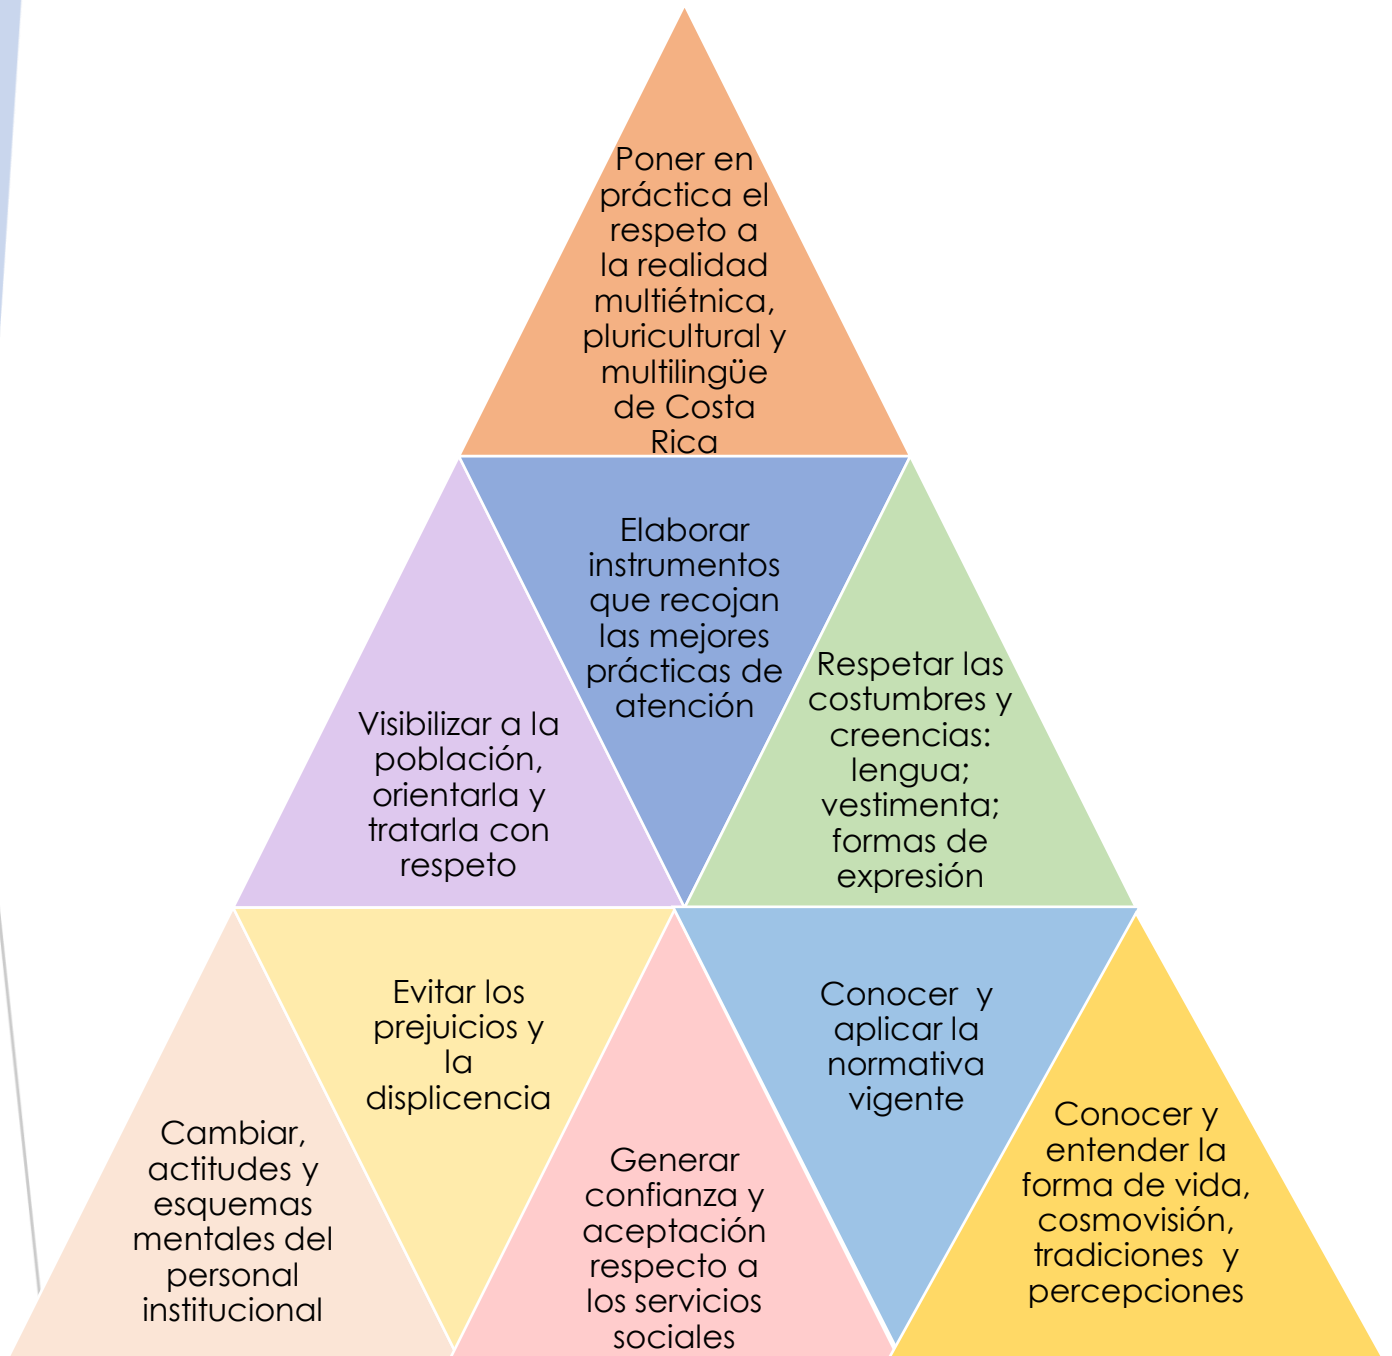 Poner en
práctica el
respeto a
la realidad
multiétnica,
pluricultural y
multilingüe
de Costa
Rica
Elaborar
instrumentos
que recojan
las mejores
prácticas de
atención
Visibilizar a la
población,
orientarla y
tratarla con
respeto
Respetar las
costumbres y
creencias:
lengua;
vestimenta;
formas de
expresión
Cambiar,
actitudes y
esquemas
mentales del
personal
institucional
Evitar los
prejuicios y
la
displicencia
Generar
confianza y
aceptación
respecto a
los servicios
sociales
Conocer  y
aplicar la
normativa
vigente
Conocer y
entender la
forma de vida,
cosmovisión,
tradiciones  y
percepciones